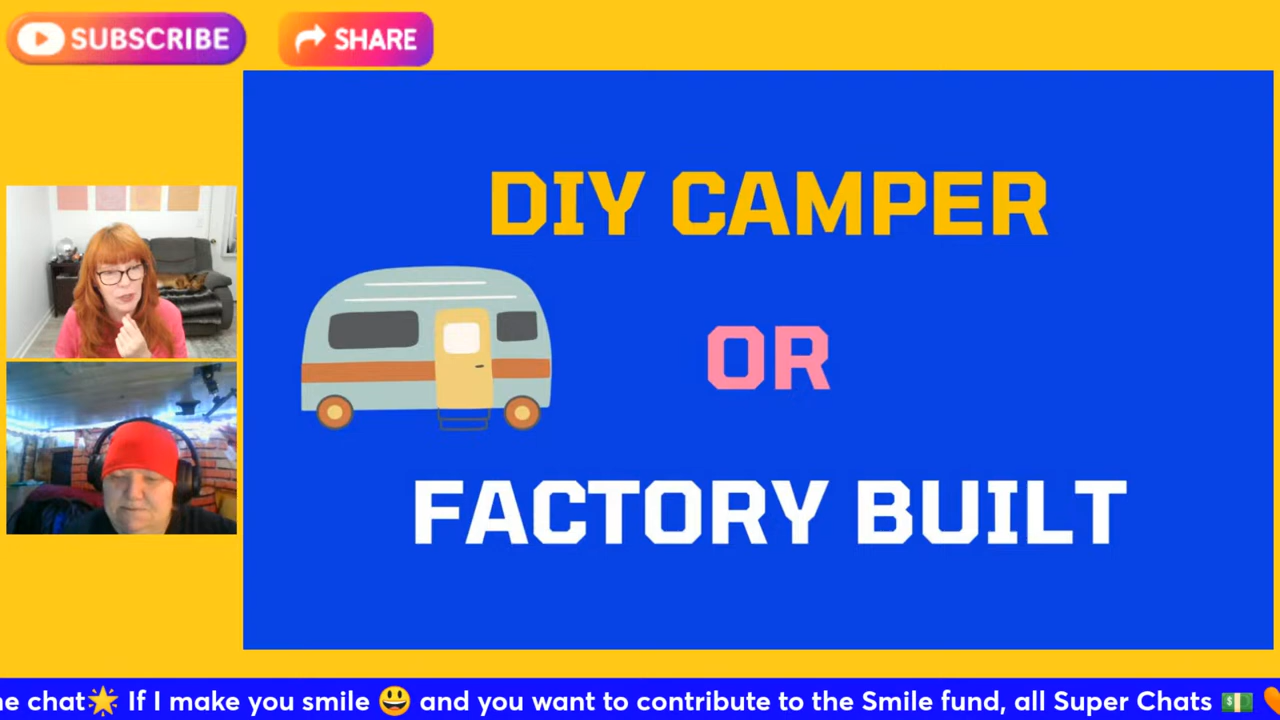 SUBSCRIBE
SHARE
DIY CAMPER
OR
FACTORY BUILT
e chat🌟 If I make you smile 😃 and you want to contribute to the Smile fund, all Super Chats 💵 🧡